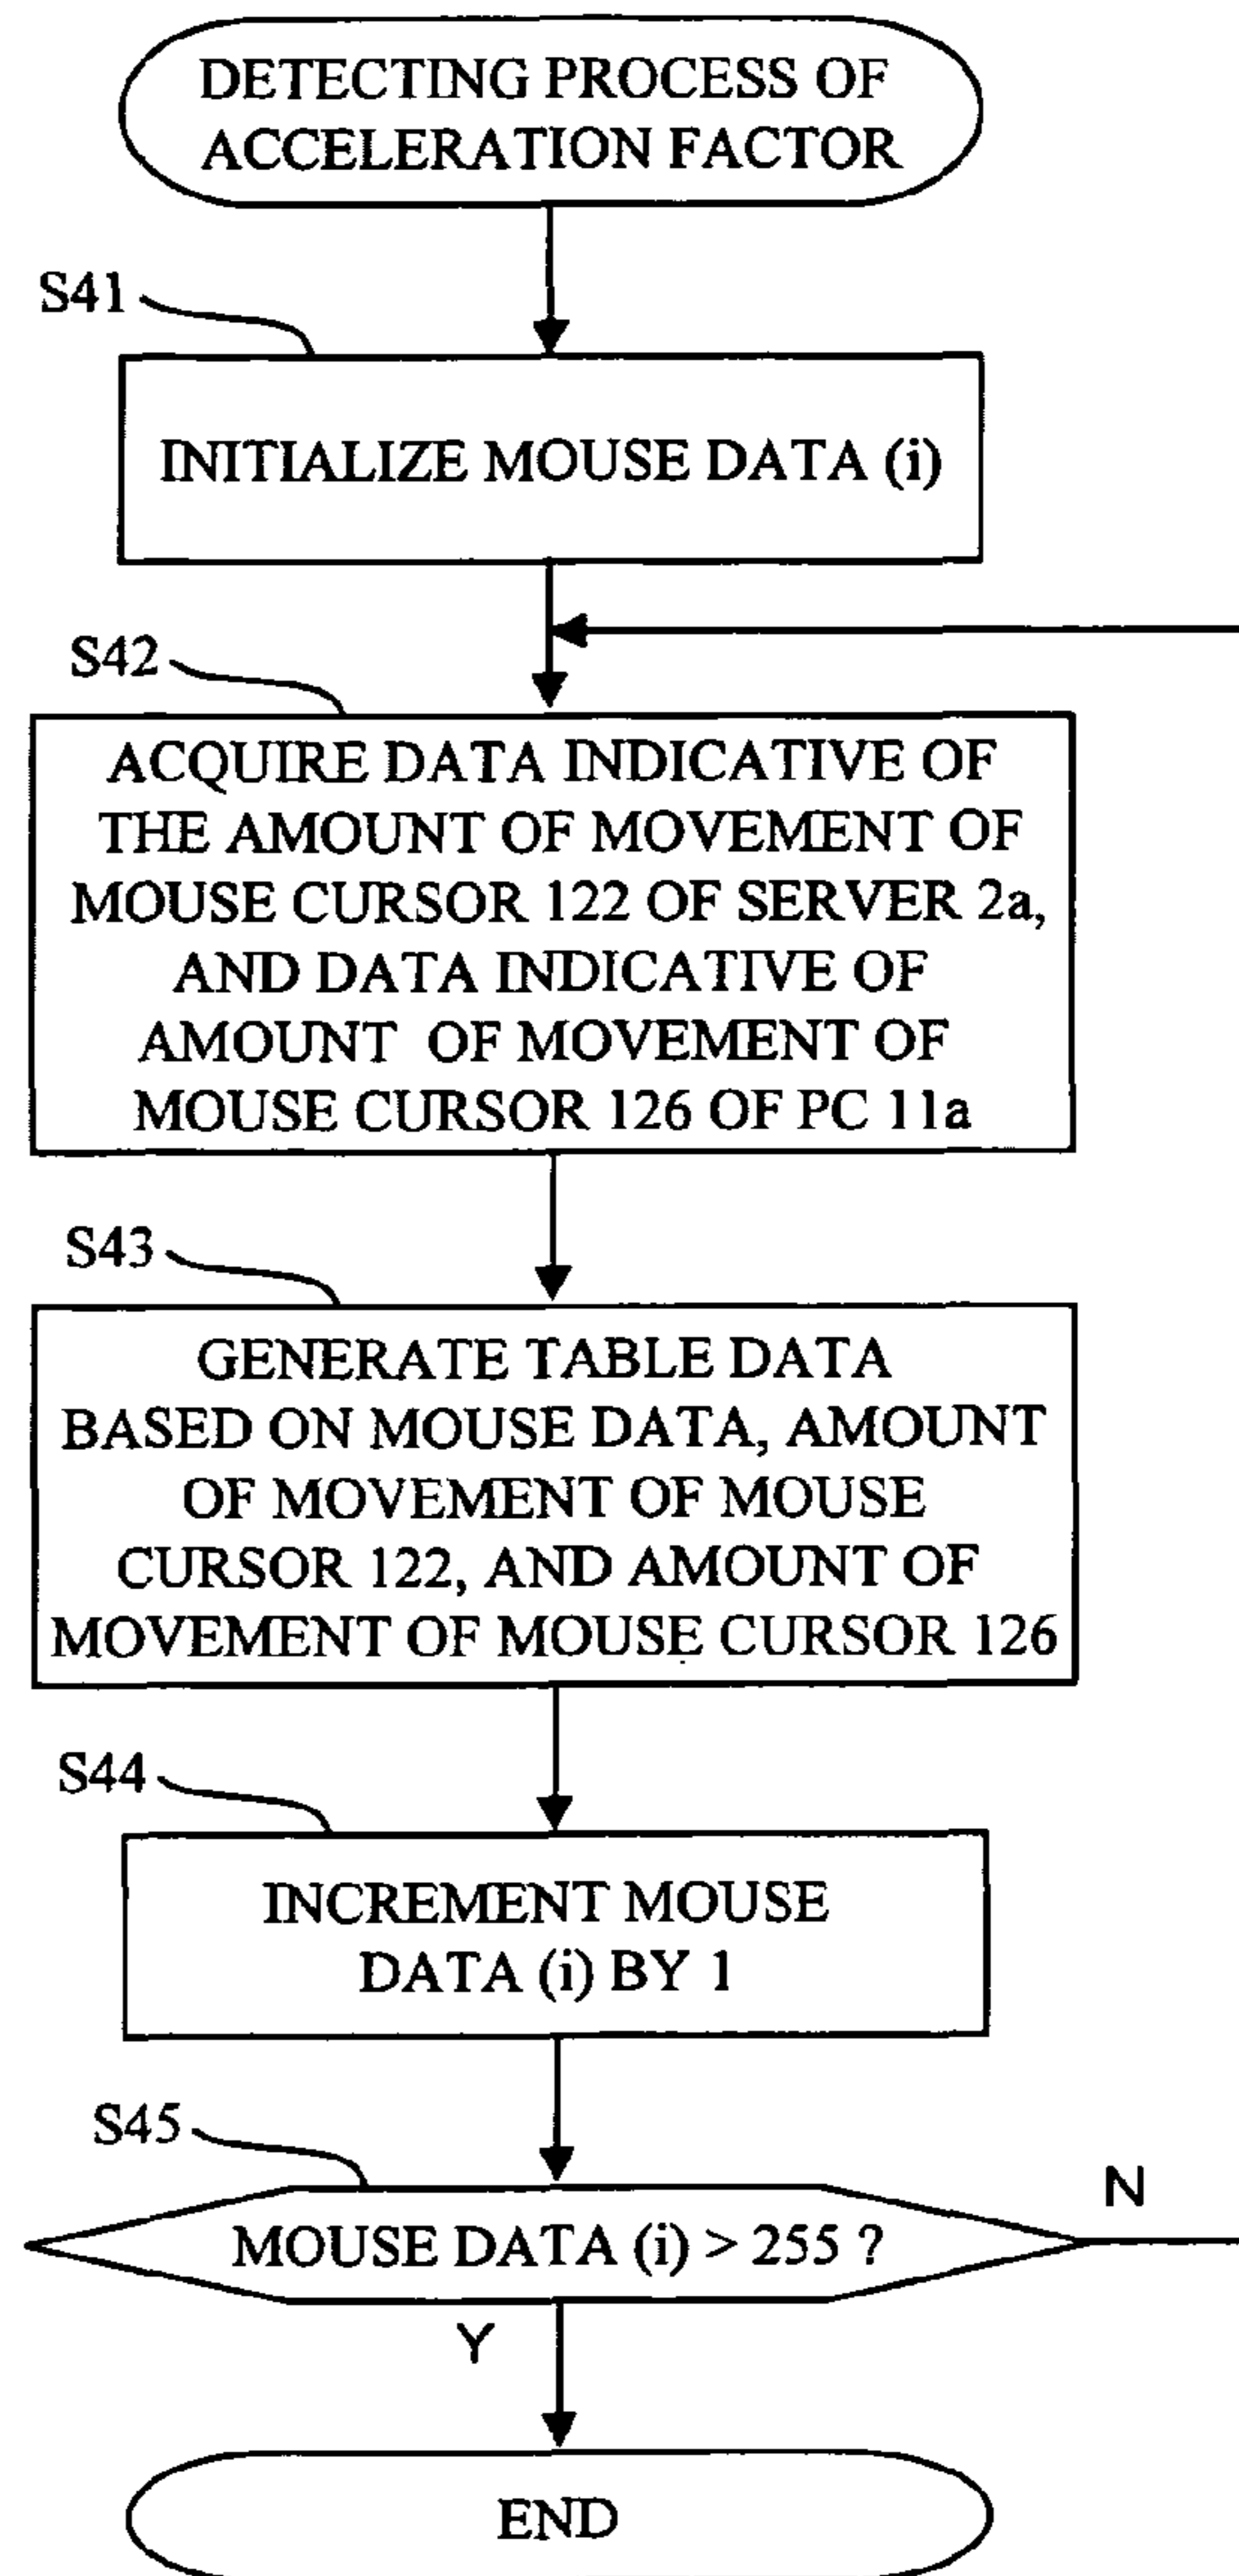 DETECTING PROCESS OF
ACCELERATION FACTOR
S41
INITIALIZE MOUSE DATA (i)
S42
ACQUIRE DATA INDICATIVE OF
THE AMOUNT OF MOVEMENT OF
MOUSE CURSOR 122 OF SERVER 2a,
AND DATA INDICATIVE OF
AMOUNT OF MOVEMENT OF
MOUSE CURSOR 126 OF PC 11a
S43
GENERATE TABLE DATA
BASED ON MOUSE DATA, AMOUNT
OF MOVEMENT OF MOUSE
CURSOR 122, AND AMOUNT OF
MOVEMENT OF MOUSE CURSOR 126
S44
INCREMENT MOUSE
DATA (i) BY 1
S45
N
MOUSE DATA (i) > 255 ?
Y
END